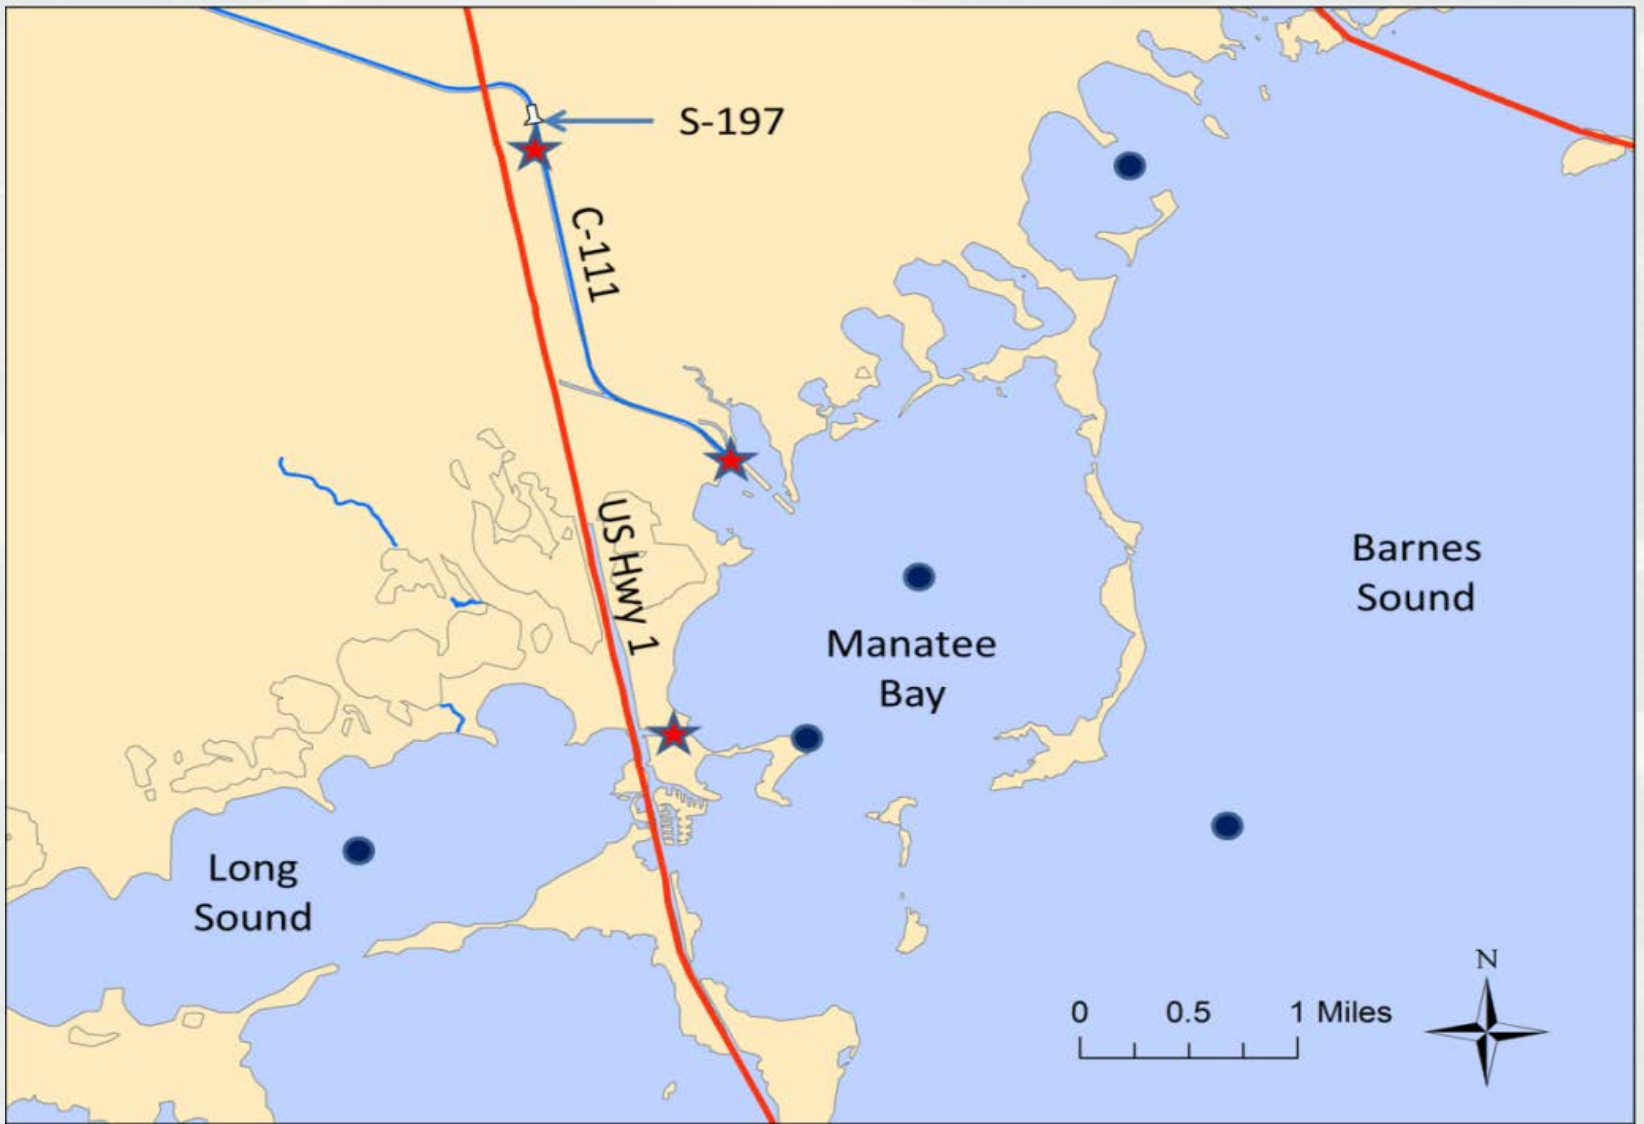 S-197
C-111
US Hwy 1
Barnes
Sound
Manatee
Bay
Long
Sound
N
0 0.5 1 Miles